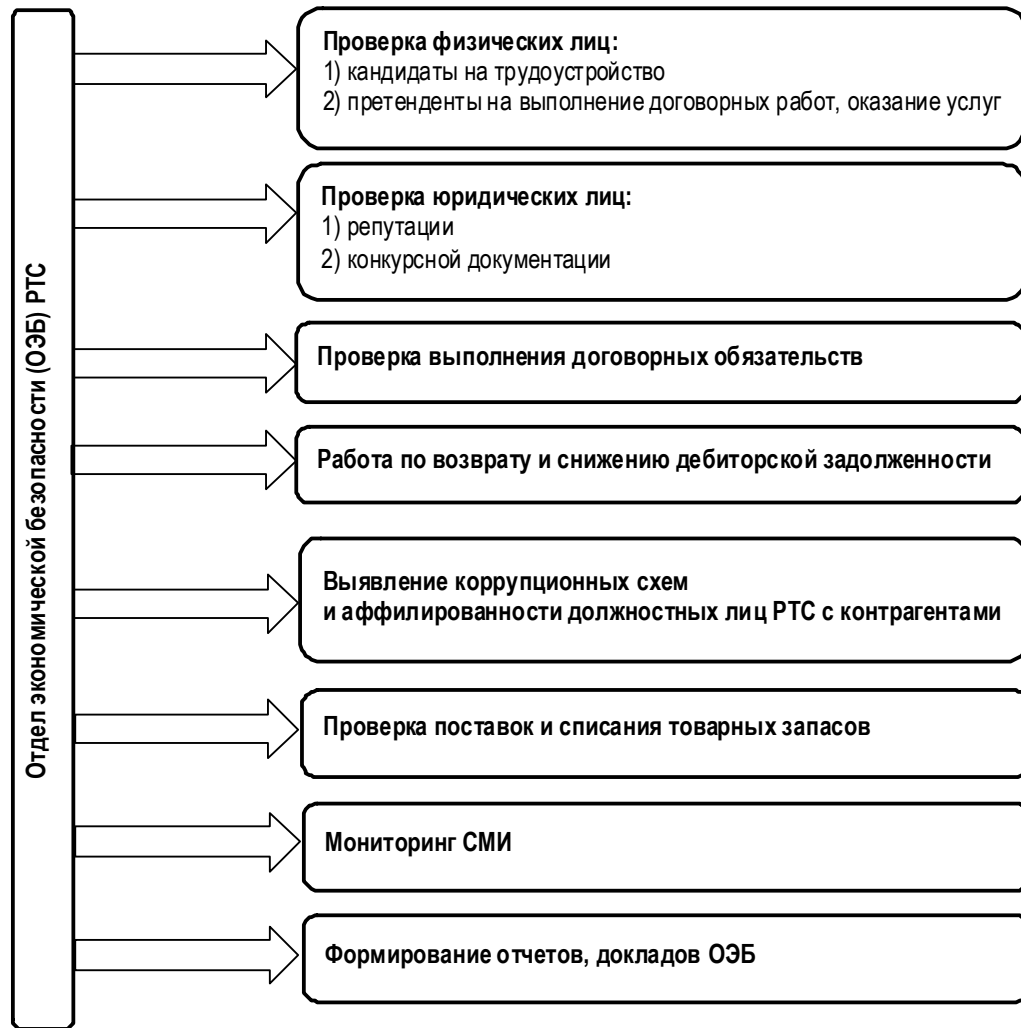 Отдел экономической безопасности (ОЭБ) РТС
Проверка физических лиц:
1) кандидаты на трудоустройство
2) претенденты на выполнение договорных работ, оказание услуг
Проверка юридических лиц:
1) репутации
2) конкурсной документации
Проверка выполнения договорных обязательств
Работа по возврату и снижению дебиторской задолженности
Выявление коррупционных схем
и аффилированности должностных лиц РТС с контрагентами
Проверка поставок и списания товарных запасов
Мониторинг СМИ
Формирование отчетов, докладов ОЭБ